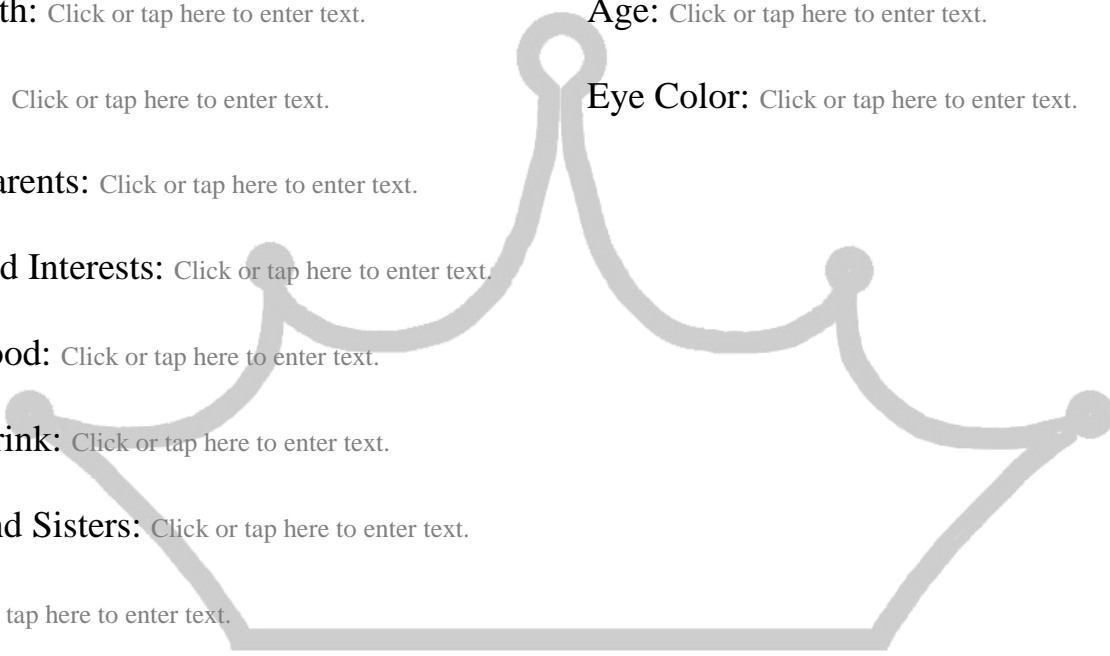 th: Click or tap here to enter text. Age: Click or tap here to enter text.
Click or tap here to enter text. Eye Color: Click or tap here to enter text.
arents: Click or tap here to enter text.
d Interests: Click or tap here to enter text.
ood: Click or tap here to enter text.
rink: Click or tap here to enter text.
nd Sisters: Click or tap here to enter text.
tap here to enter text.